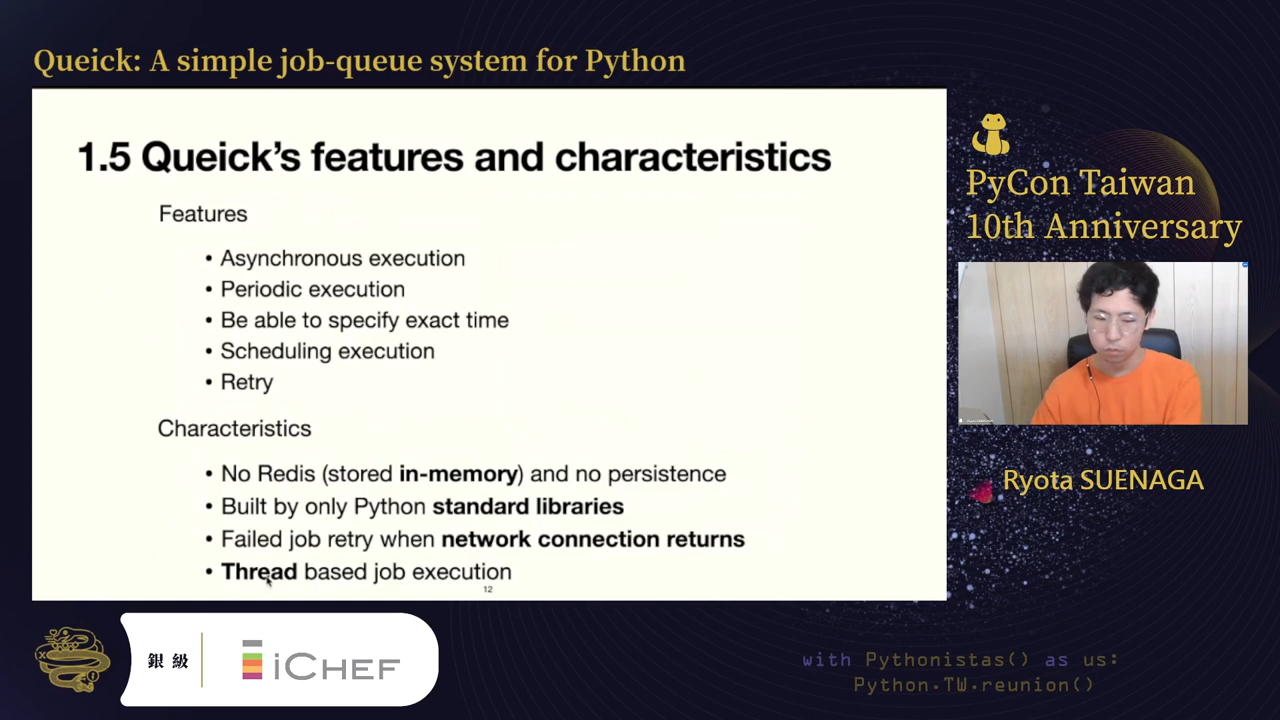 Queick: A simple job-queue system for Python
1.5 Queick's features and characteristics
Features
• Asynchronous execution
• Periodic execution
• Be able to specify exact time
• Scheduling execution
• Retry
Characteristics
• No Redis (stored in-memory) and no persistence
• Built by only Python standard libraries
• Failed job retry when network connection returns
• Thread based job execution
12
PyCon Taiwan
10th Anniversary
Ryota SUENAGA
銀級
iCHEF
with Pythonistas() as us:
Python.TW.reunion()